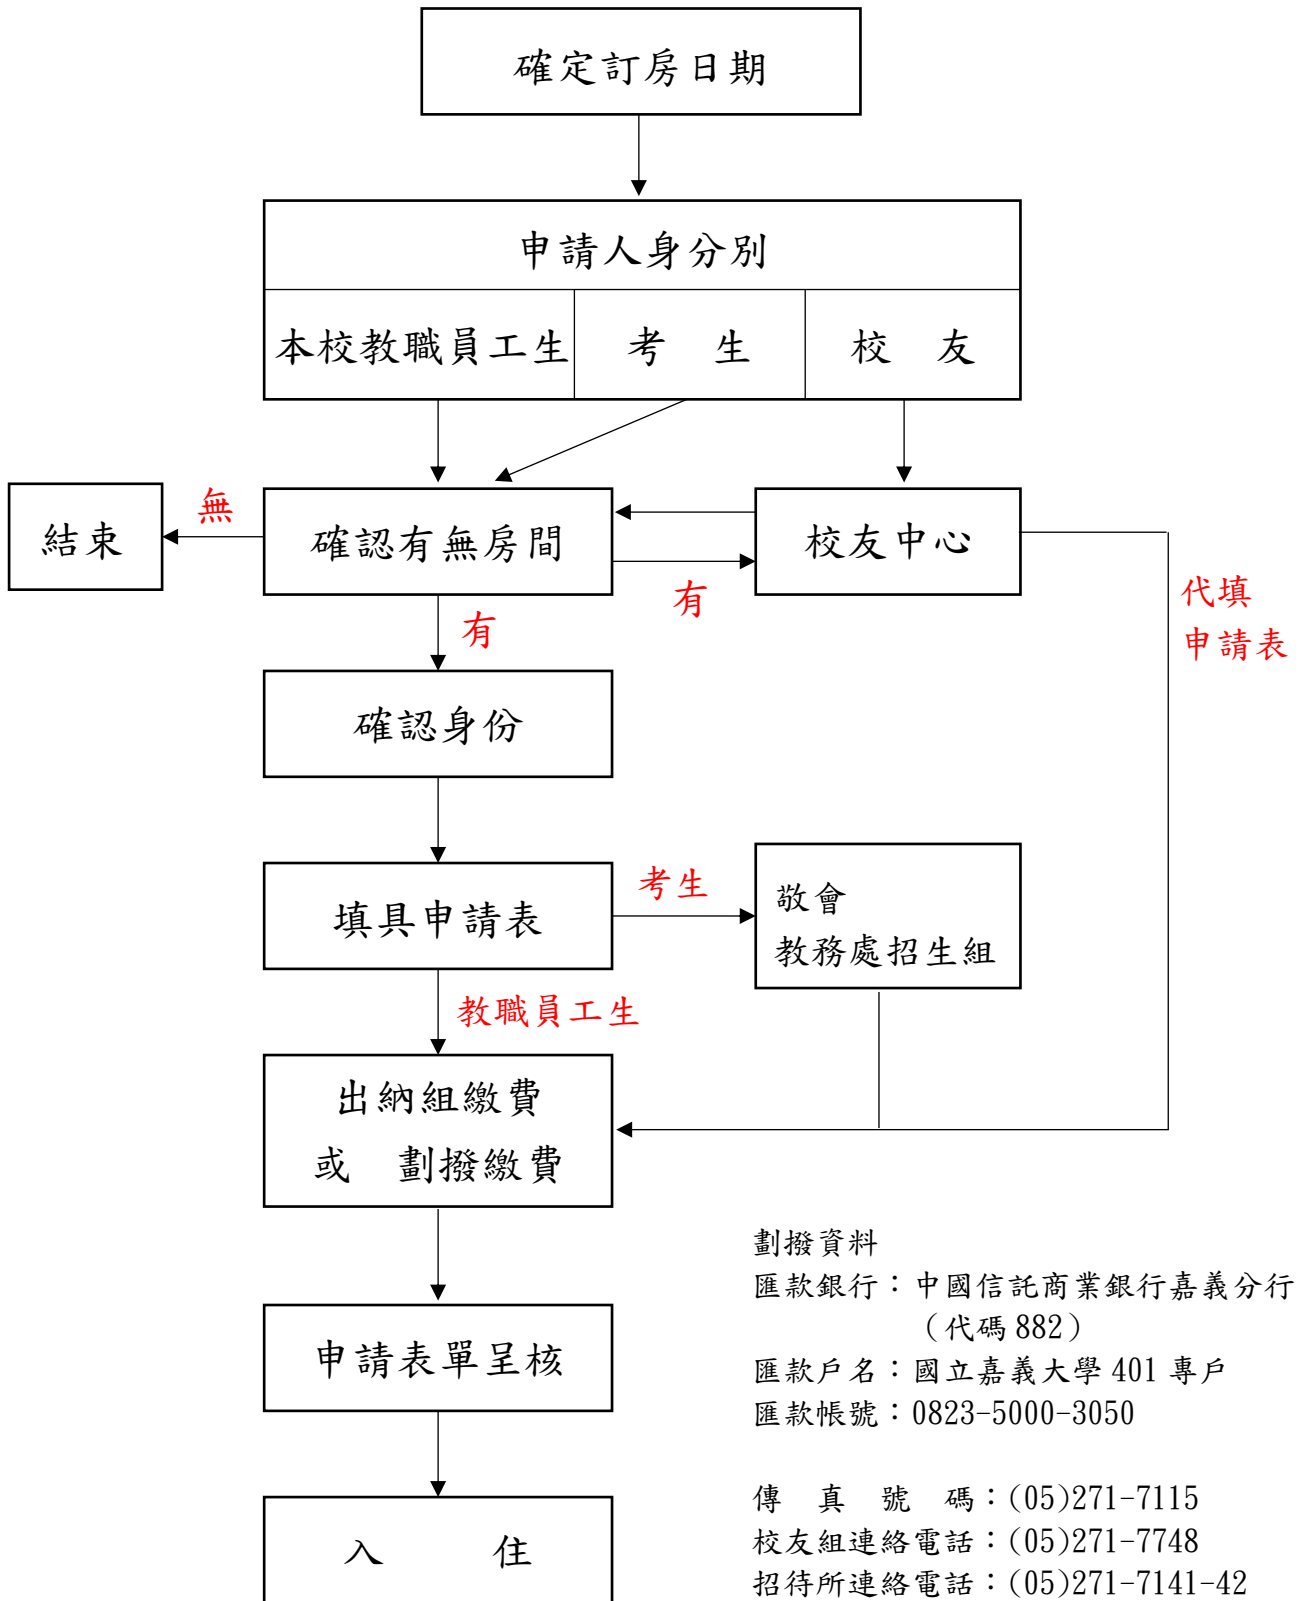 確定訂房日期
申請人身分別
本校教職員工生
考　生
校　友
無
結束
確認有無房間
校友中心
有
有
代填
申請表
確認身份
填具申請表
考生
敬會
教務處招生組
教職員工生
出納組繳費
或　劃撥繳費
劃撥資料
匯款銀行：中國信託商業銀行嘉義分行
（代碼 882）
申請表單呈核
匯款戶名：國立嘉義大學 401 專戶
匯款帳號：0823-5000-3050
傳　真　號　碼：(05)271-7115
校友組連絡電話：(05)271-7748
招待所連絡電話：(05)271-7141-42
入　　住